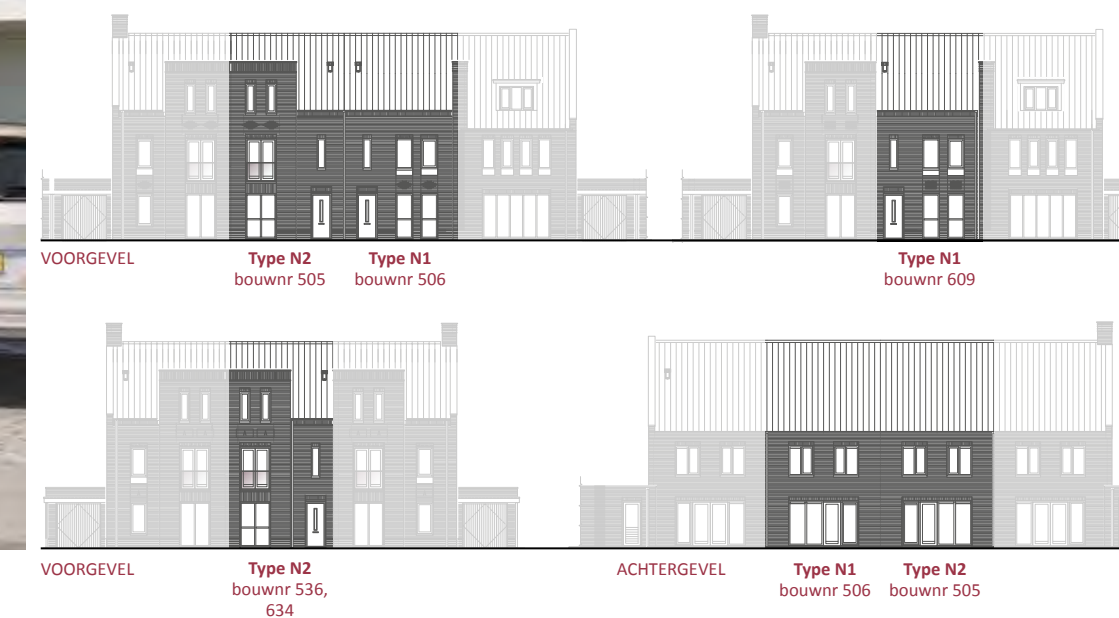 VOORGEVEL
Type N2
bouwnr 505
Type N1
bouwnr 506
Type N1
bouwnr 609
VOORGEVEL
Type N2
bouwnr 536,
634
ACHTERGEVEL
Type N1
bouwnr 506
Type N2
bouwnr 505